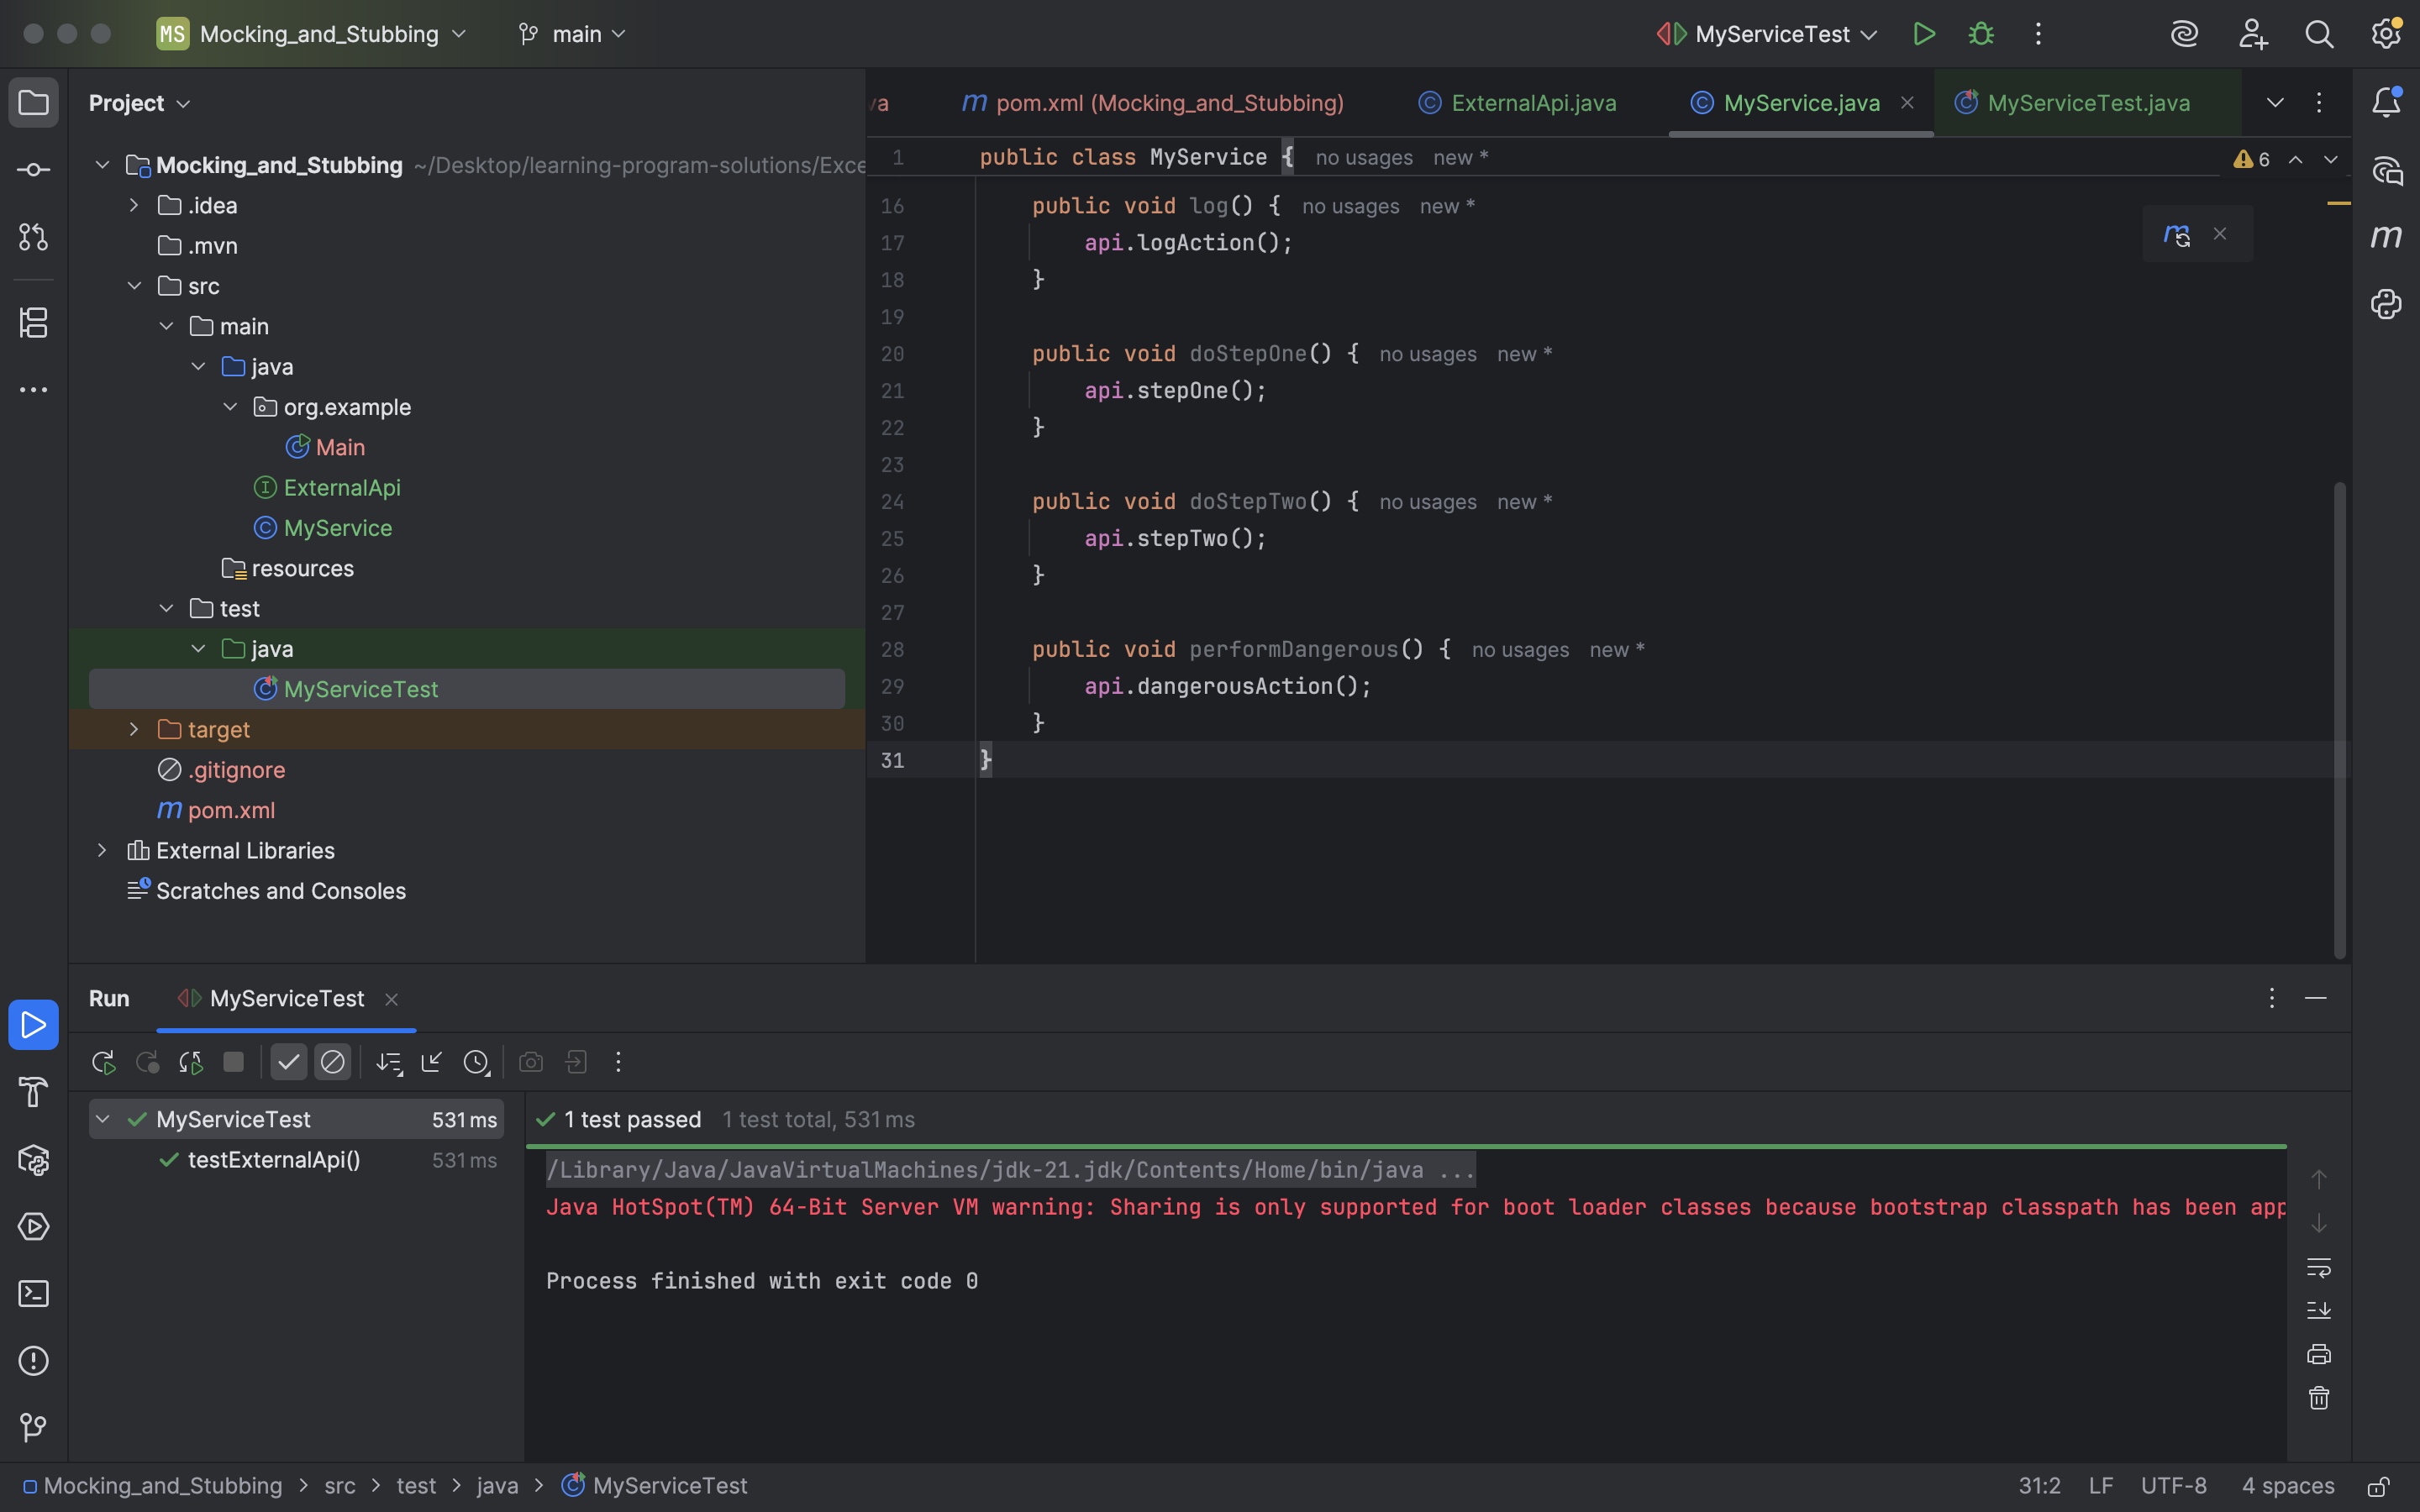 MS Mocking_and_Stubbing main MyServiceTest
Project
Mocking_and_Stubbing ~/Desktop/learning-program-solutions/Exce
.idea
.mvn
src
main
java
org.example
Main
ExternalApi
MyService
resources
test
java
MyServiceTest
target
.gitignore
m pom.xml
External Libraries
Scratches and Consoles
va m pom.xml (Mocking_and_Stubbing) ExternalApi.java MyService.java MyServiceTest.java
1 public class MyService { no usages new * 6
16 public void log() { no usages new *
17 api.logAction();
18 }
19
20 public void doStepOne() { no usages new *
21 api.stepOne();
22 }
23
24 public void doStepTwo() { no usages new *
25 api.stepTwo();
26 }
27
28 public void performDangerous() { no usages new *
29 api.dangerousAction();
30 }
31 }
Run MyServiceTest
MyServiceTest 531 ms
testExternalApi() 531 ms
1 test passed 1 test total, 531 ms
/Library/Java/JavaVirtualMachines/jdk-21.jdk/Contents/Home/bin/java ...
Java HotSpot(TM) 64-Bit Server VM warning: Sharing is only supported for boot loader classes because bootstrap classpath has been app
Process finished with exit code 0
Mocking_and_Stubbing > src > test > java > MyServiceTest 31:2 LF UTF-8 4 spaces